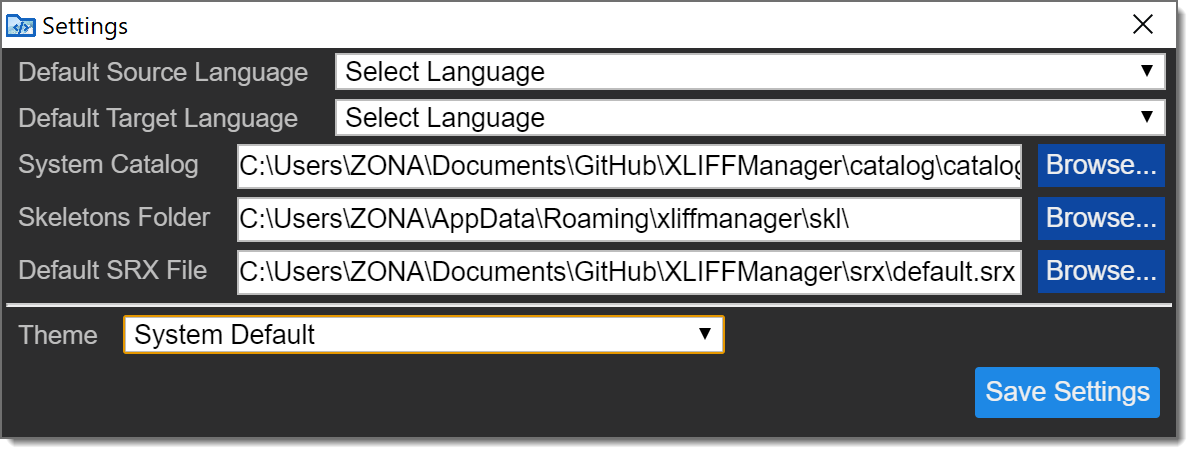 Settings
Default Source Language Select Language
Default Target Language Select Language
System Catalog C:\Users\ZONA\Documents\GitHub\XLIFFManager\catalog\catalog Browse...
Skeletons Folder C:\Users\ZONA\AppData\Roaming\xliffmanager\skl\ Browse...
Default SRX File C:\Users\ZONA\Documents\GitHub\XLIFFManager\srx\default.srx Browse...
Theme System Default
Save Settings